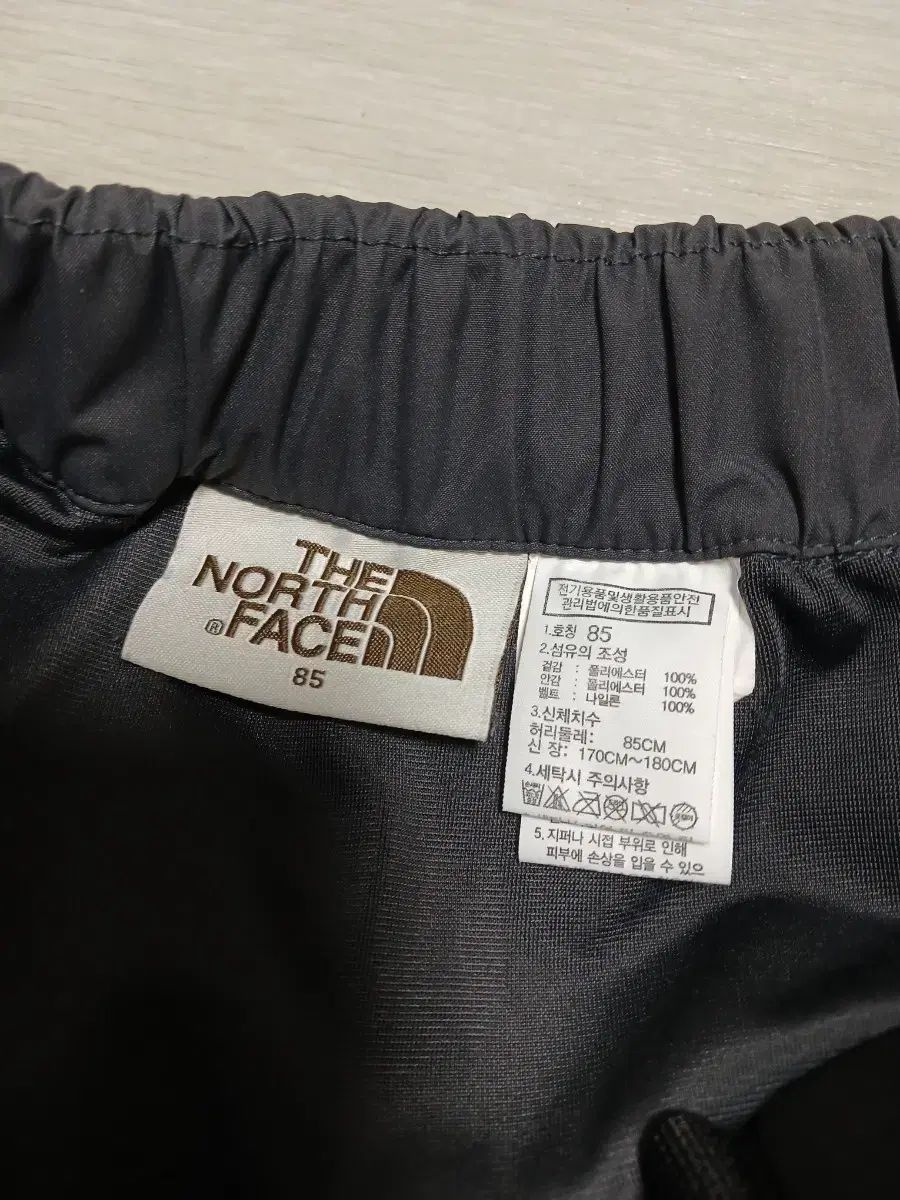 THE
NORTH
® FACE
85
전기용품및생활용품안전
관리법에의한품질표시
1.호칭 85
2.섬유의 조성
겉감 : 폴리에스터 100%
안감 : 폴리에스터 100%
벨트 : 나일론 100%
3.신체치수
허리둘레: 85CM
신 장: 170CM~180CM
4.세탁시 주의사항
5.지퍼나 시접 부위로 인해
피부에 손상을 입을 수 있으